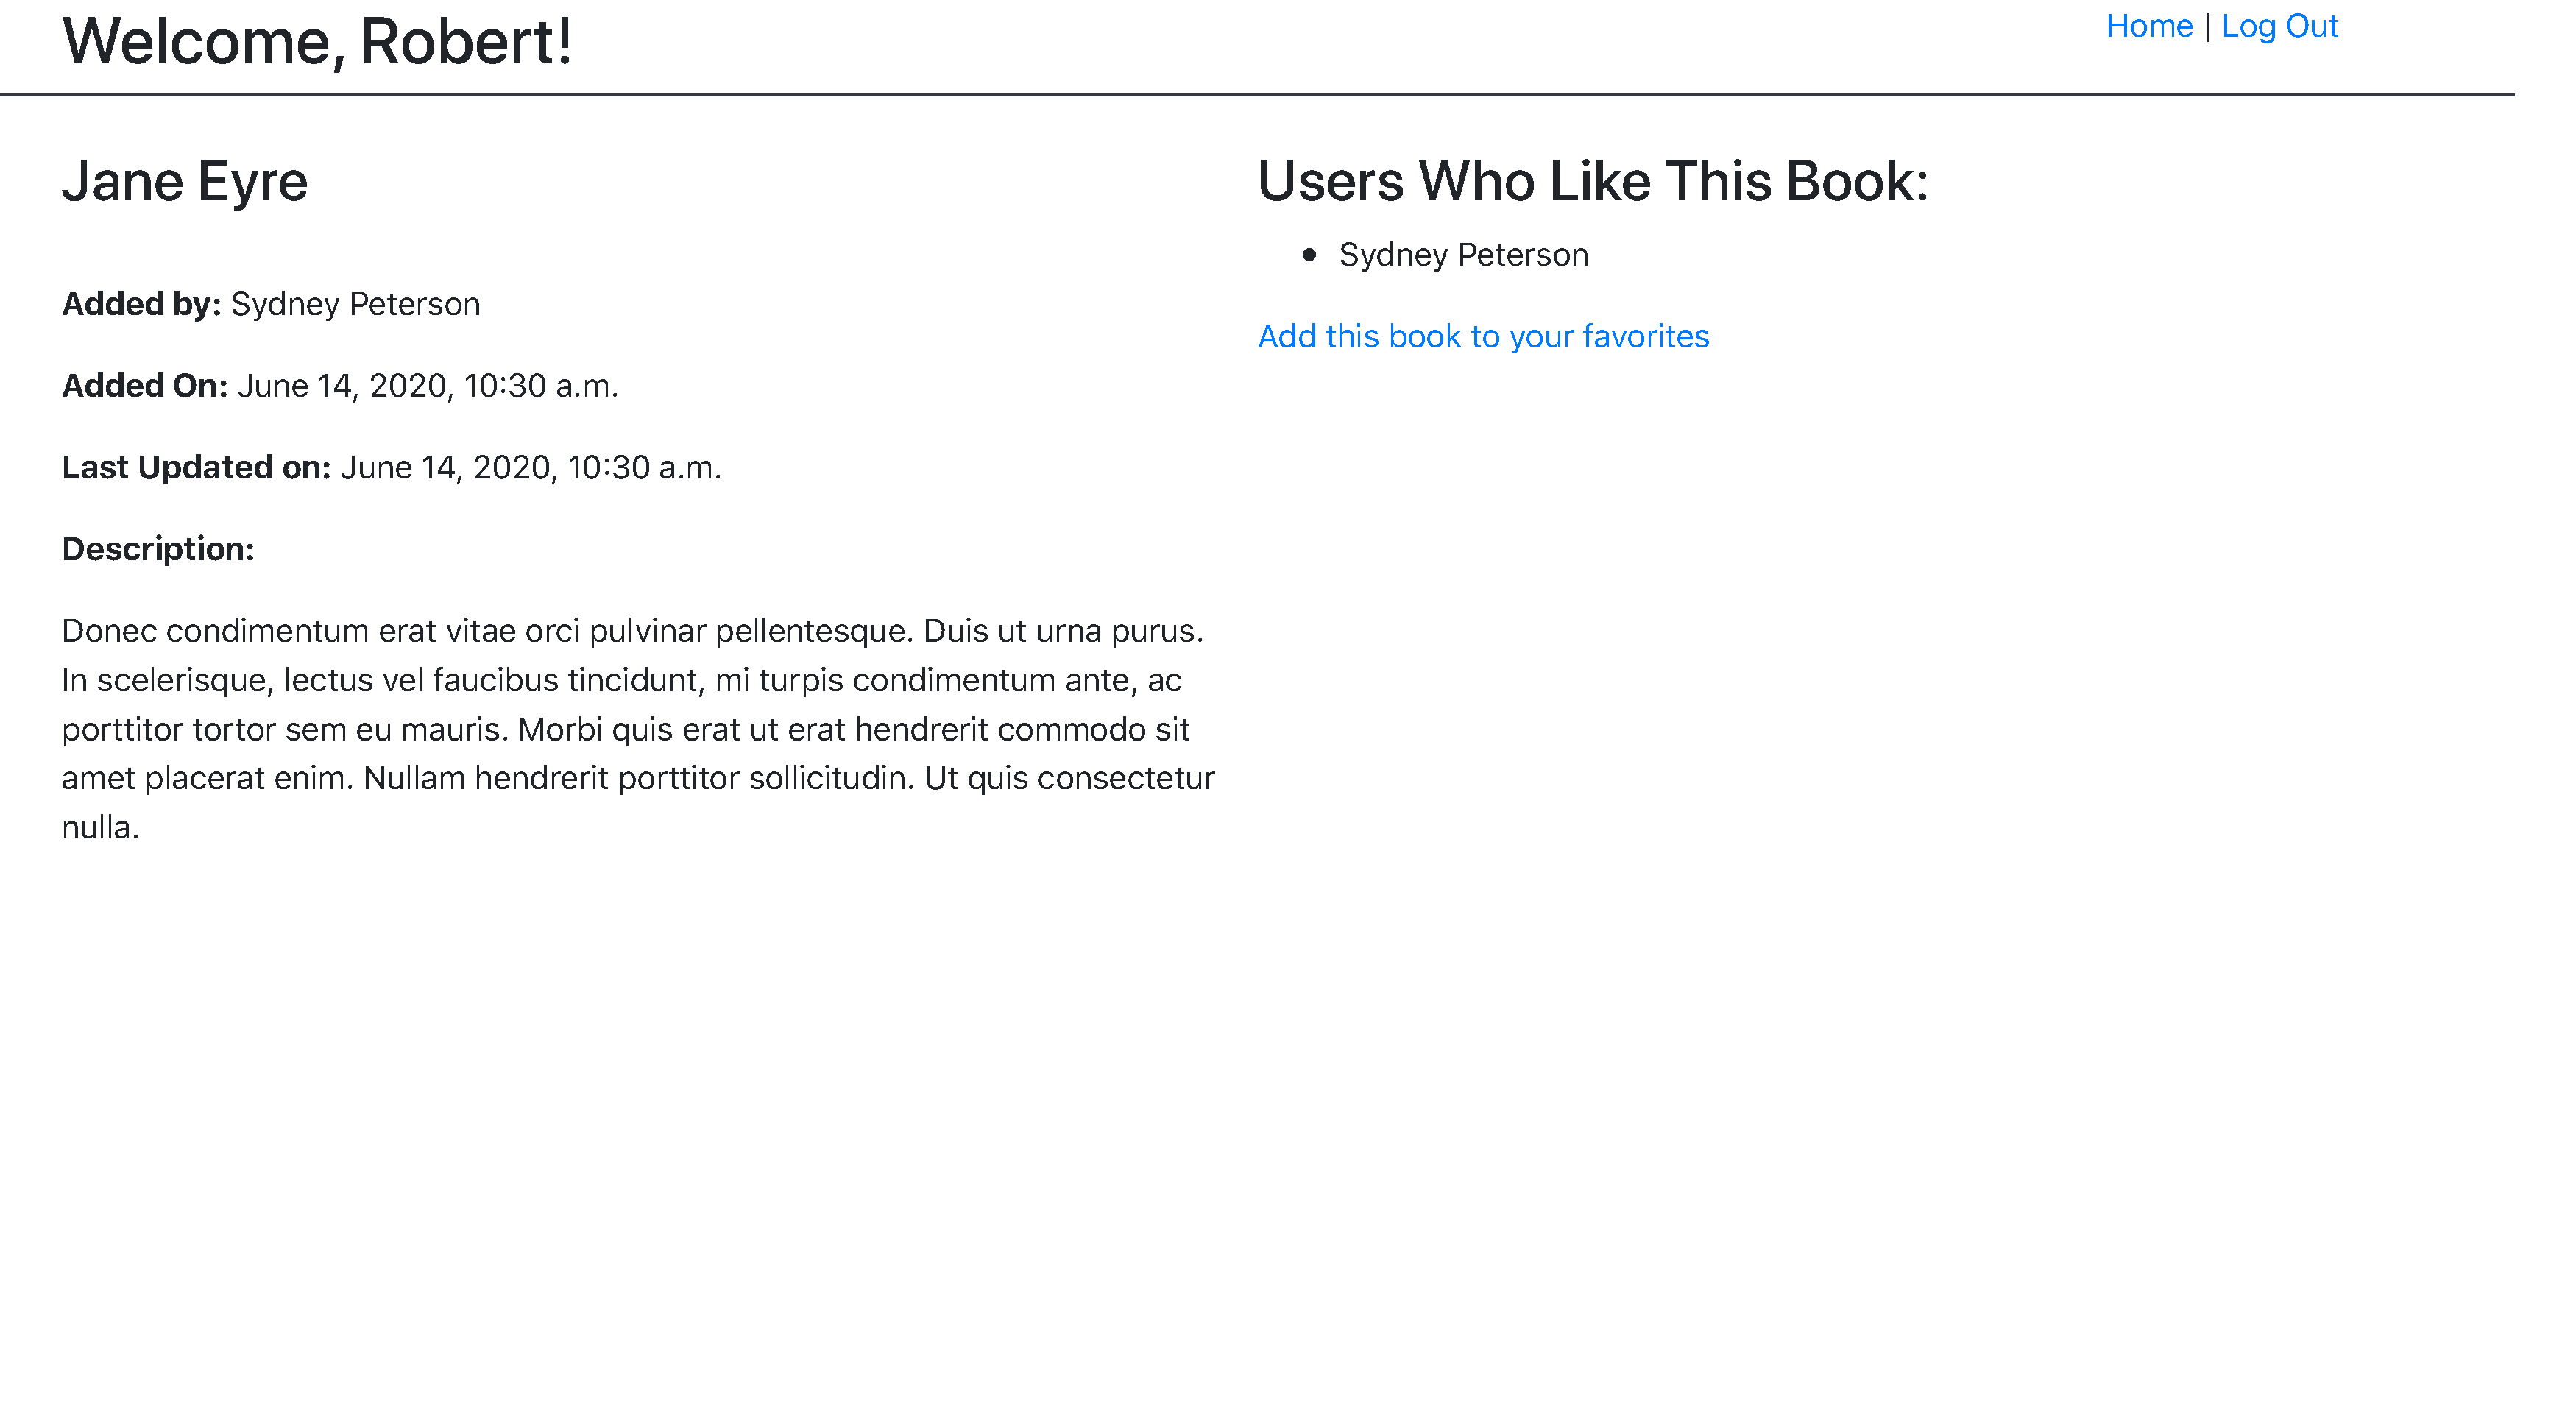 Welcome, Robert!
Home | Log Out
Jane Eyre
Added by: Sydney Peterson
Added On: June 14, 2020, 10:30 a.m.
Last Updated on: June 14, 2020, 10:30 a.m.
Description:
Donec condimentum erat vitae orci pulvinar pellentesque. Duis ut urna purus.
In scelerisque, lectus vel faucibus tincidunt, mi turpis condimentum ante, ac
porttitor tortor sem eu mauris. Morbi quis erat ut erat hendrerit commodo sit
amet placerat enim. Nullam hendrerit porttitor sollicitudin. Ut quis consectetur
nulla.
Users Who Like This Book:
• Sydney Peterson
Add this book to your favorites